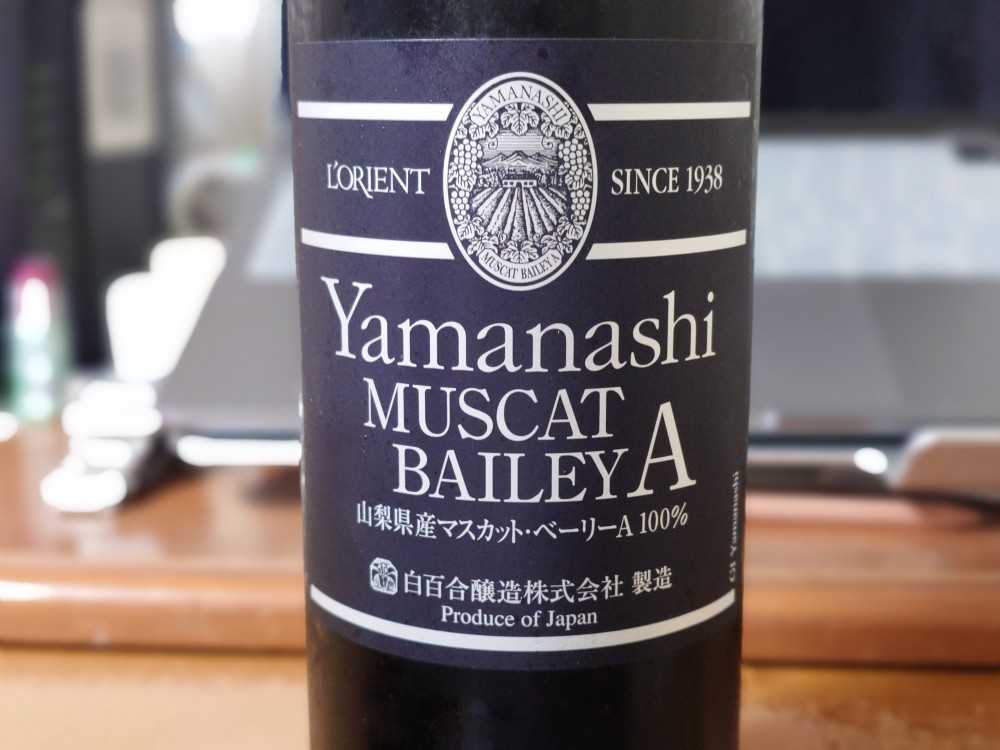 YAMANASHI
L'ORIENT
SINCE 1938
MUSCAT BAILEY A
Yamanashi
MUSCAT
BAILEY A
山梨県産マスカット・ベーリーA 100%
白百合醸造株式会社 製造
Produce of Japan
GI Yamanashi